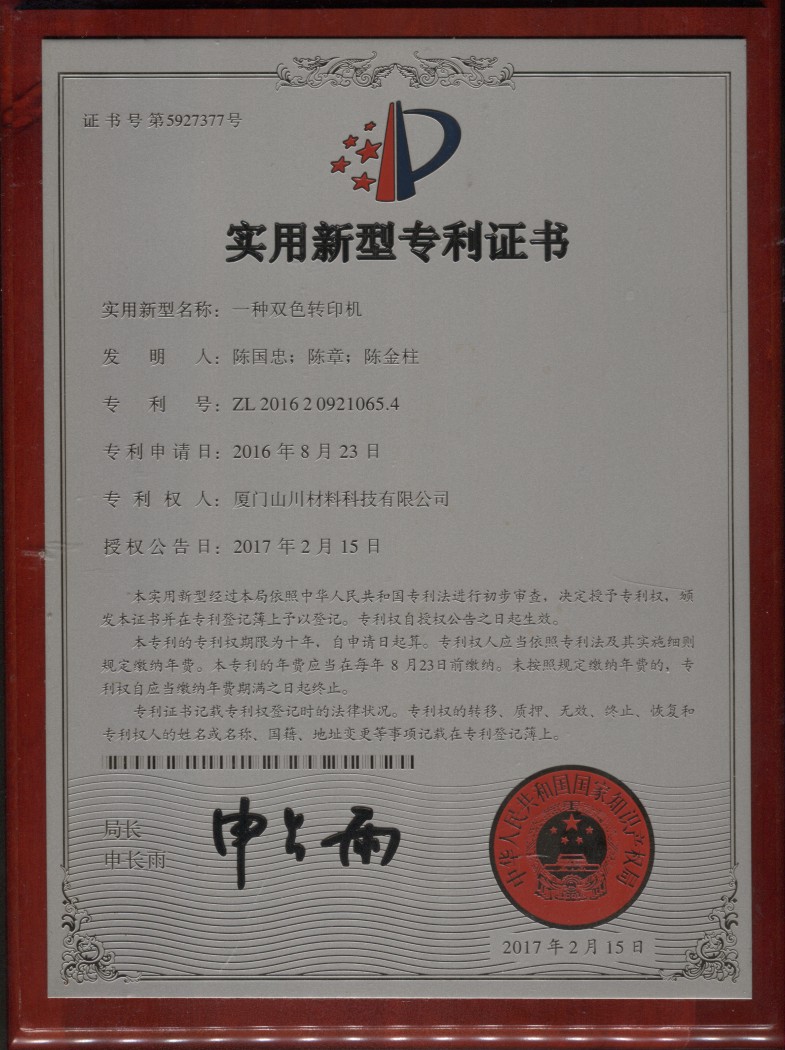 证书号第5927377号
实用新型专利证书
实用新型名称：一种双色转印机
发明人：陈国忠；陈章；陈金柱
专利号：ZL 2016 2 0921065.4
专利申请日：2016年8月23日
专利权人：厦门山川材料科技有限公司
授权公告日：2017年2月15日
本实用新型经过本局依照中华人民共和国专利法进行初步审查，决定授予专利权，颁
发本证书并在专利登记薄上予以登记。专利权自授权公告之日起生效。
本专利的专利权期限为十年，自申请日起算。专利权人应当依照专利法及其实施细则
规定缴纳年费。本专利的年费应当在每年 8 月23日前缴纳。未按照规定缴纳年费的，专
利权自应当缴纳年费期满之日起终止。
专利证书记载专利权登记时的法律状况。专利权的转移、质押、无效、终止、恢复和
专利权人的姓名或名称、国籍、地址变更等事项记载在专利登记薄上。
局长
申长雨
申长雨
中华人民共和国国家知识产权局
2017年2月15日